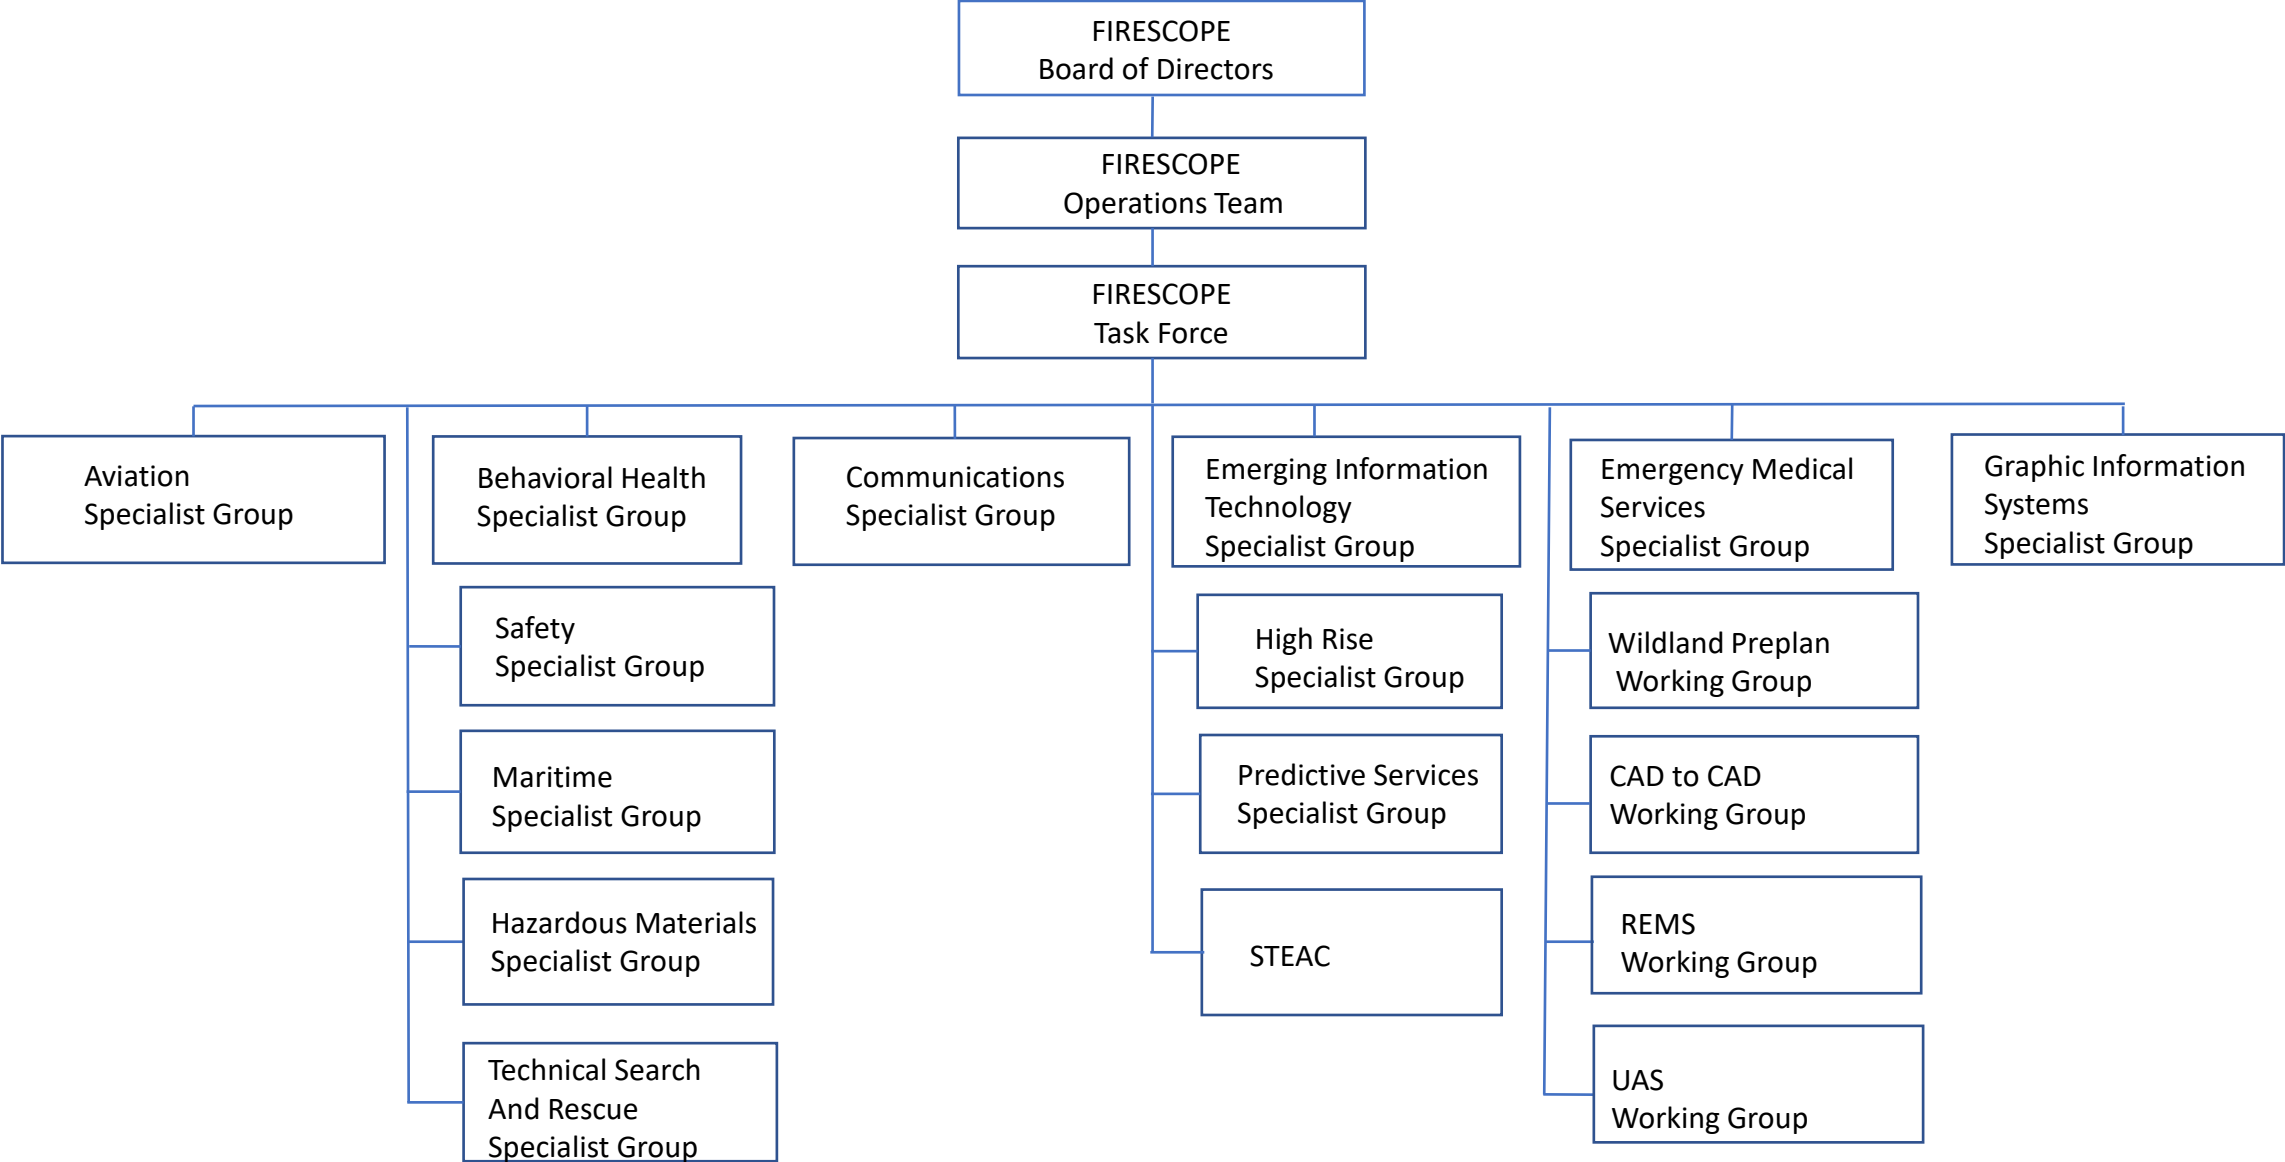 FIRESCOPE
Board of Directors
FIRESCOPE
Operations Team
FIRESCOPE
Task Force
Aviation
Specialist Group
Behavioral Health
Specialist Group
Communications
Specialist Group
Emerging Information
Technology
Specialist Group
Emergency Medical
Services
Specialist Group
Graphic Information
Systems
Specialist Group
Safety
Specialist Group
Maritime
Specialist Group
Hazardous Materials
Specialist Group
Technical Search
And Rescue
Specialist Group
High Rise
Specialist Group
Predictive Services
Specialist Group
STEAC
Wildland Preplan
Working Group
CAD to CAD
Working Group
REMS
Working Group
UAS
Working Group